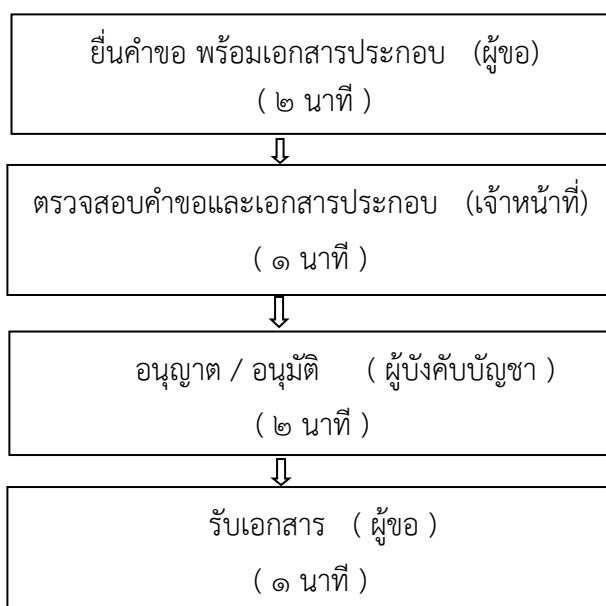 ยื่นคำขอ พร้อมเอกสารประกอบ (ผู้ขอ)
( ๒ นาที )
ตรวจสอบคำขอและเอกสารประกอบ (เจ้าหน้าที่)
( ๑ นาที )
อนุญาต / อนุมัติ ( ผู้บังคับบัญชา )
( ๒ นาที )
รับเอกสาร ( ผู้ขอ )
( ๑ นาที )